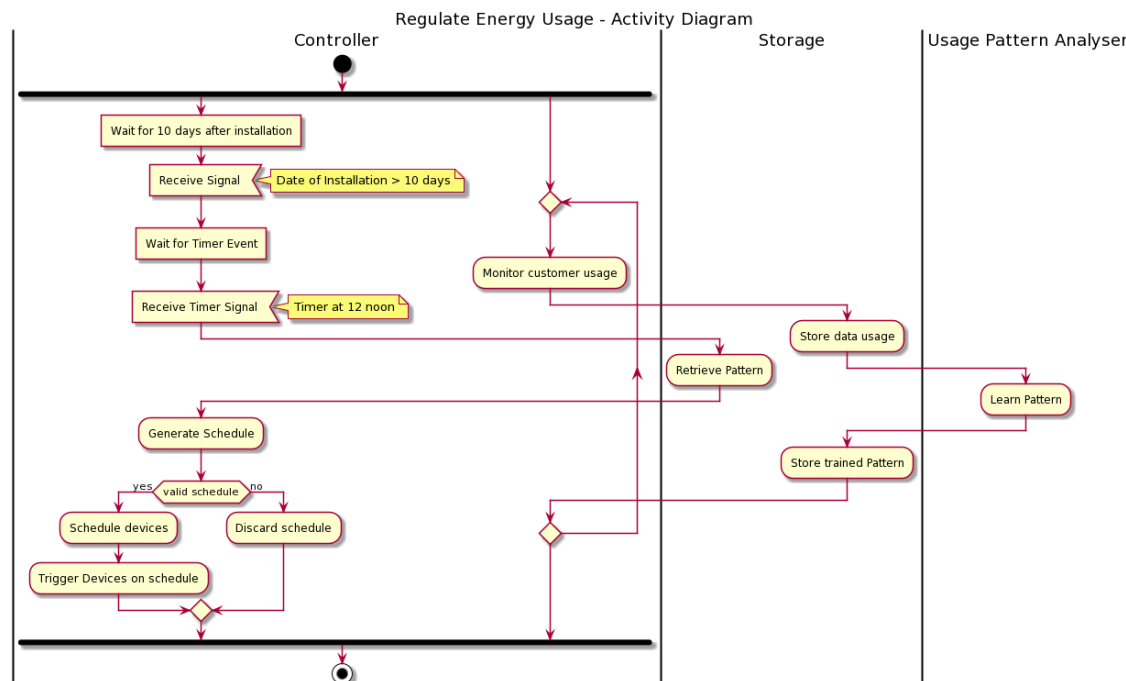 Regulate Energy Usage - Activity Diagram
Controller
Storage
Usage Pattern Analyser
Wait for 10 days after installation
Receive Signal
Date of Installation > 10 days
Wait for Timer Event
Monitor customer usage
Receive Timer Signal
Timer at 12 noon
Store data usage
Retrieve Pattern
Learn Pattern
Generate Schedule
Store trained Pattern
yes
valid schedule
no
Schedule devices
Discard schedule
Trigger Devices on schedule